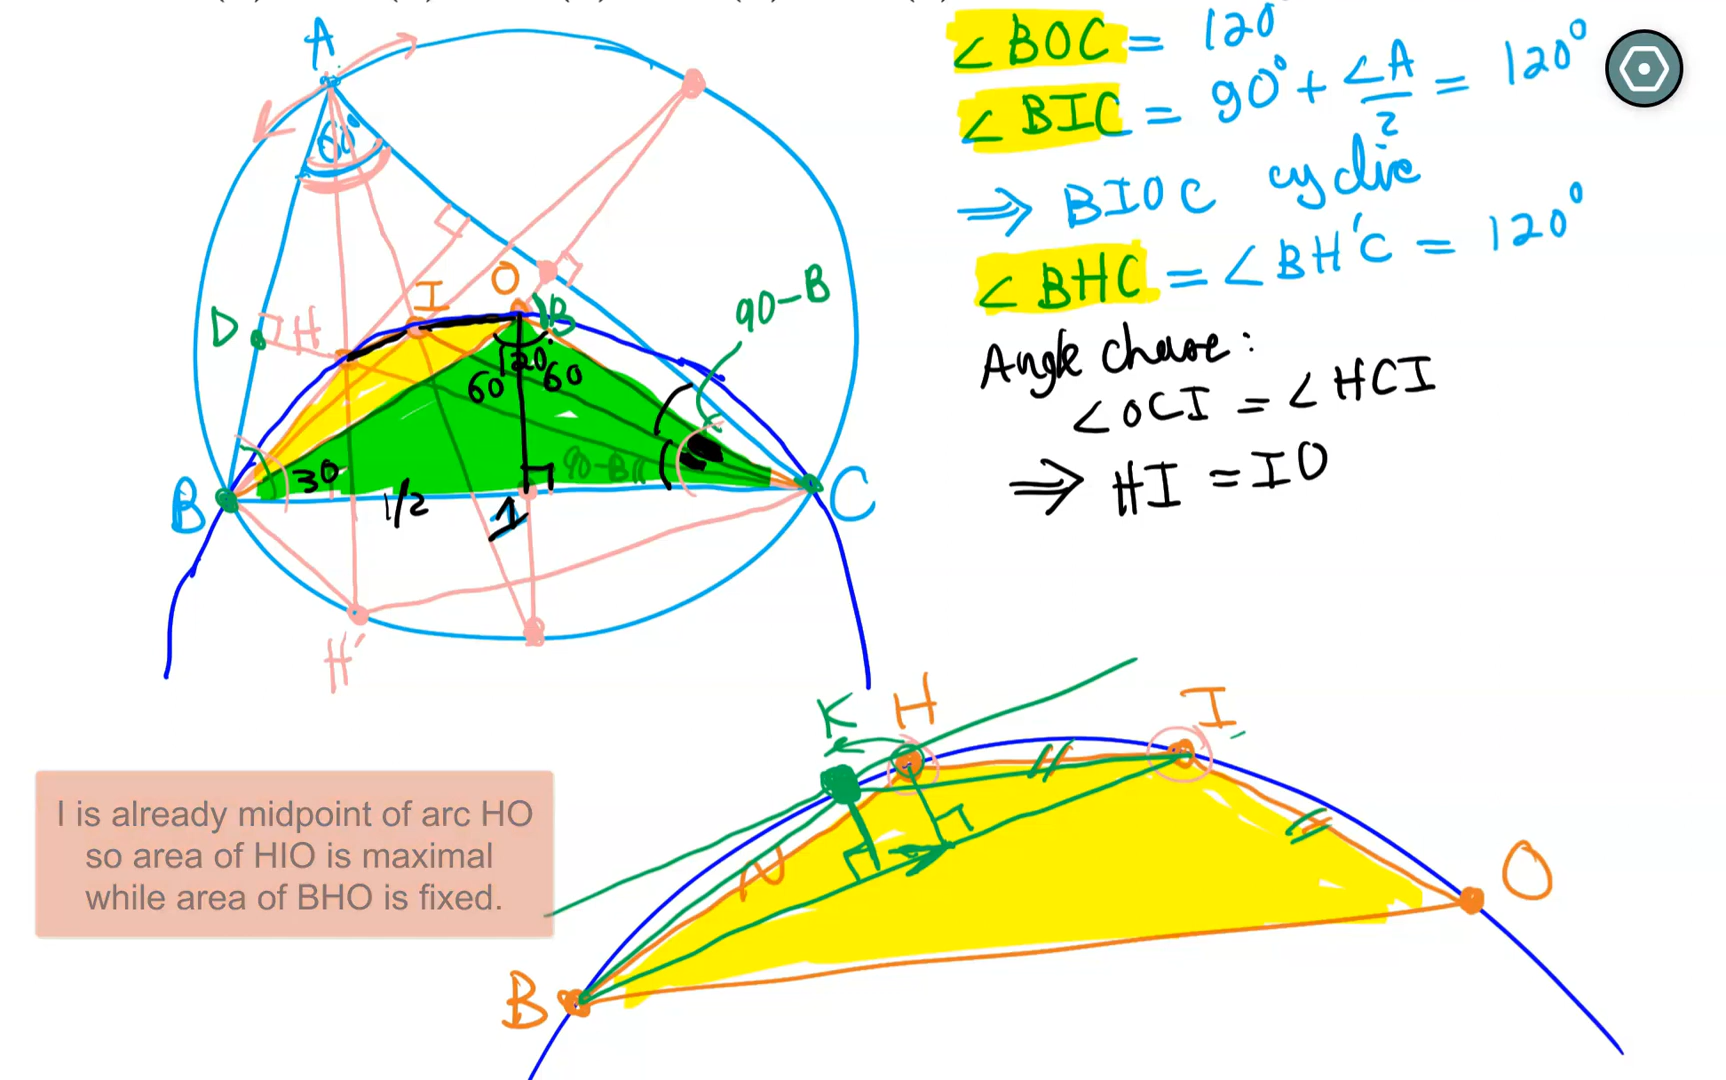 ∠BOC = 120
∠BIC = 90° + ∠A/2 = 120°
⇒ BIOC cyclic
∠BHC = ∠BH'C = 120°
Angle chase:
∠OCI = ∠HCI
⇒ HI = IO
A
60°
D
H
I
O
B
90-B
120°
60
60
30
90-B
B
1/2
1
C
H'
K
H
I
O
B
I is already midpoint of arc HO
so area of HIO is maximal
while area of BHO is fixed.